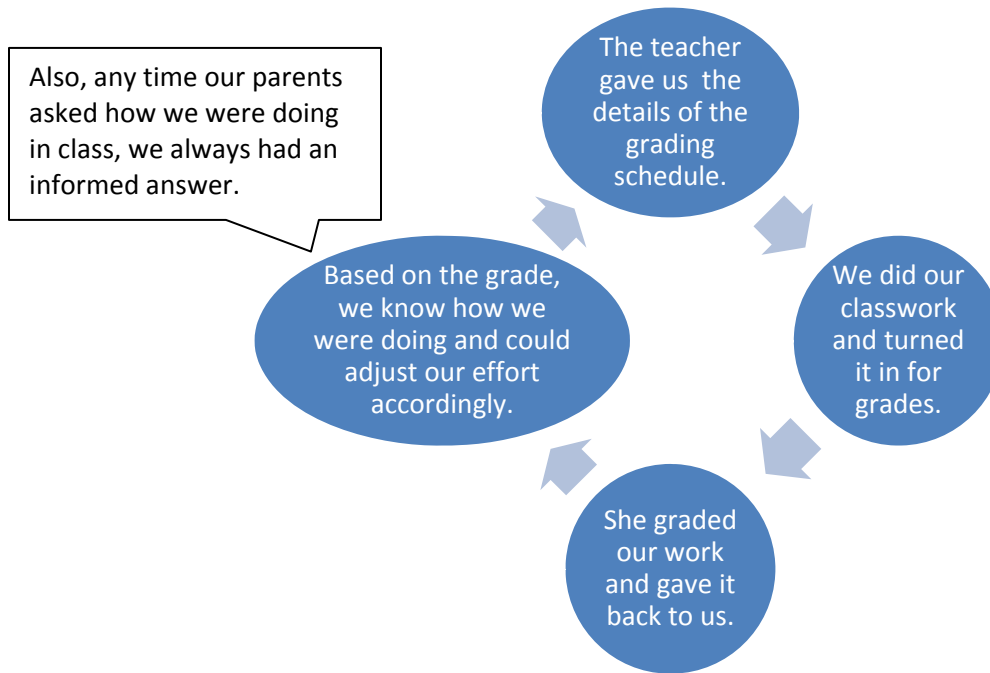 Also, any time our parents
asked how we were doing
in class, we always had an
informed answer.
The teacher
gave us the
details of the
grading
schedule.
We did our
classwork
and turned
it in for
grades.
She graded
our work
and gave it
back to us.
Based on the grade,
we know how we
were doing and could
adjust our effort
accordingly.